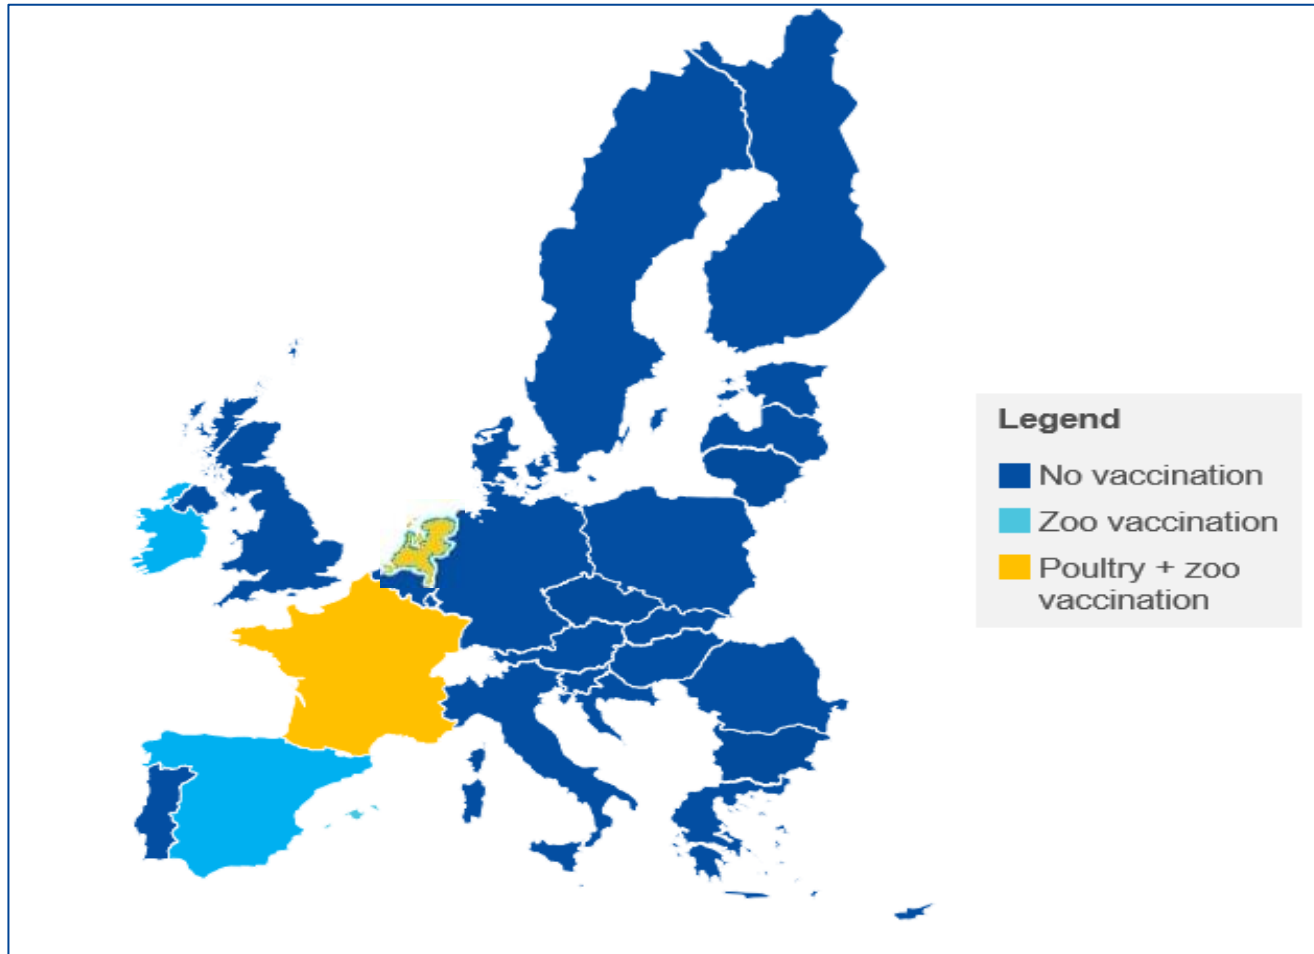 Legend
No vaccination
Zoo vaccination
Poultry + zoo
vaccination